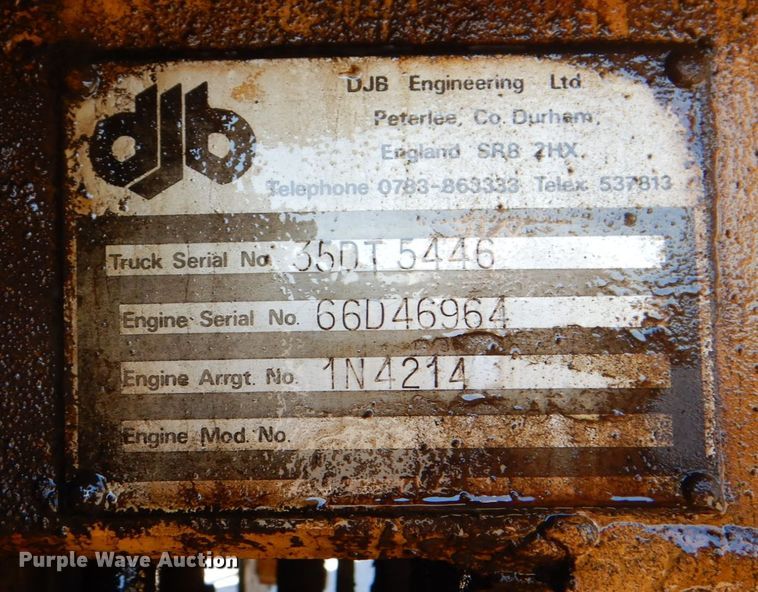 djb
DJB Engineering Ltd
Peterlee, Co. Durham,
England SR8 2HX
Telephone 0783-863333 Telex 537813
Truck Serial No 35DT 5446
Engine Serial No. 66D46964
Engine Arrgt. No. 1N4214
Engine Mod. No.
Purple Wave Auction